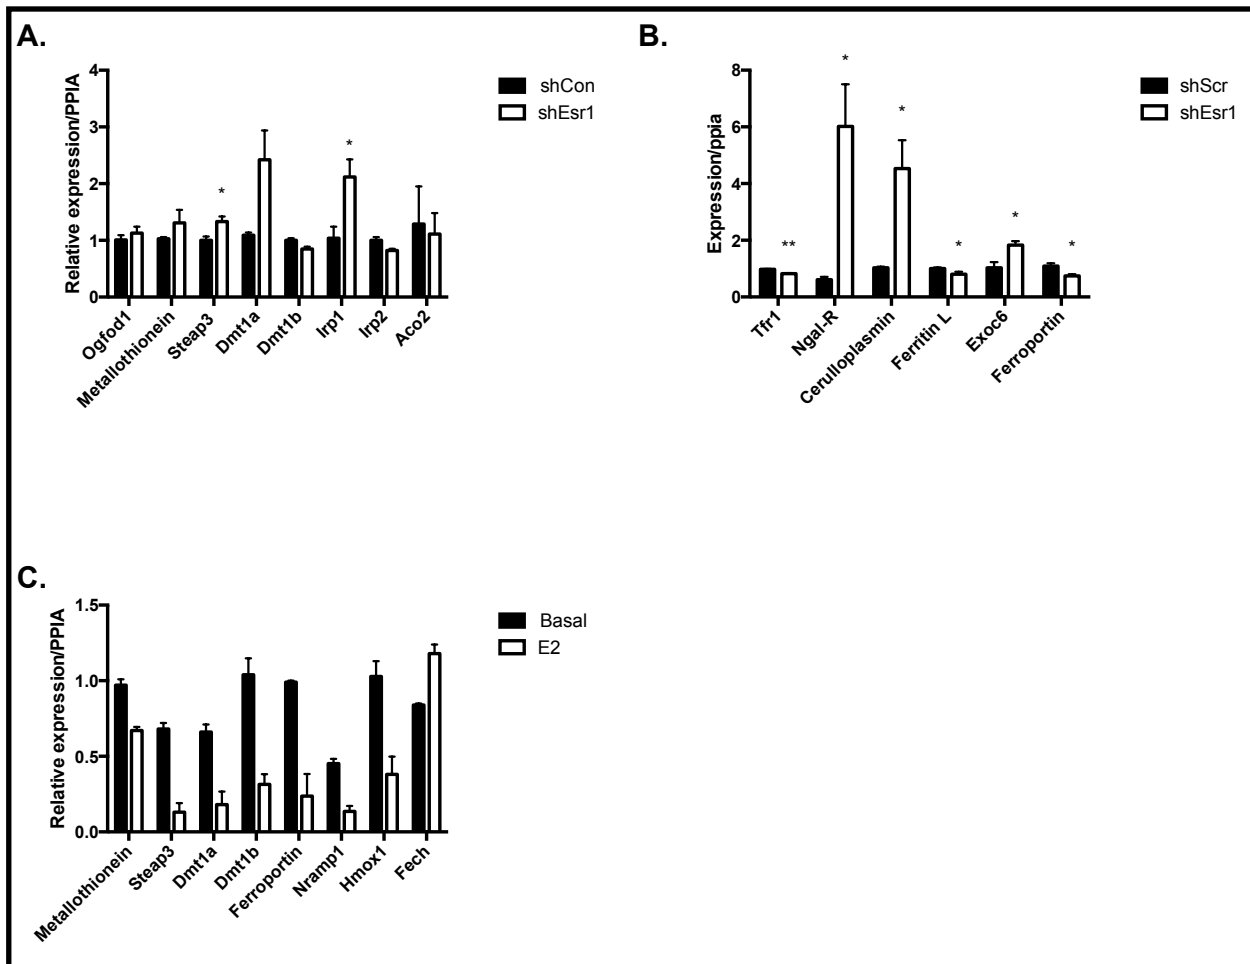 A.
Relative expression/PPIA
4
3
2
1
0
* *
shCon
shEsr1
Ogfod1
Metallothionein
Steap3
Dmt1a
Dmt1b
Irp1
Irp2
Aco2
B.
Expression/ppia
8
6
4
2
0
** * * * * *
shScr
shEsr1
Tfr1
Ngal-R
Cerulloplasmin
Ferritin L
Exoc6
Ferroportin
C.
Relative expression/PPIA
1.5
1.0
0.5
0.0
Basal
E2
Metallothionein
Steap3
Dmt1a
Dmt1b
Ferroportin
Nramp1
Hmox1
Fech